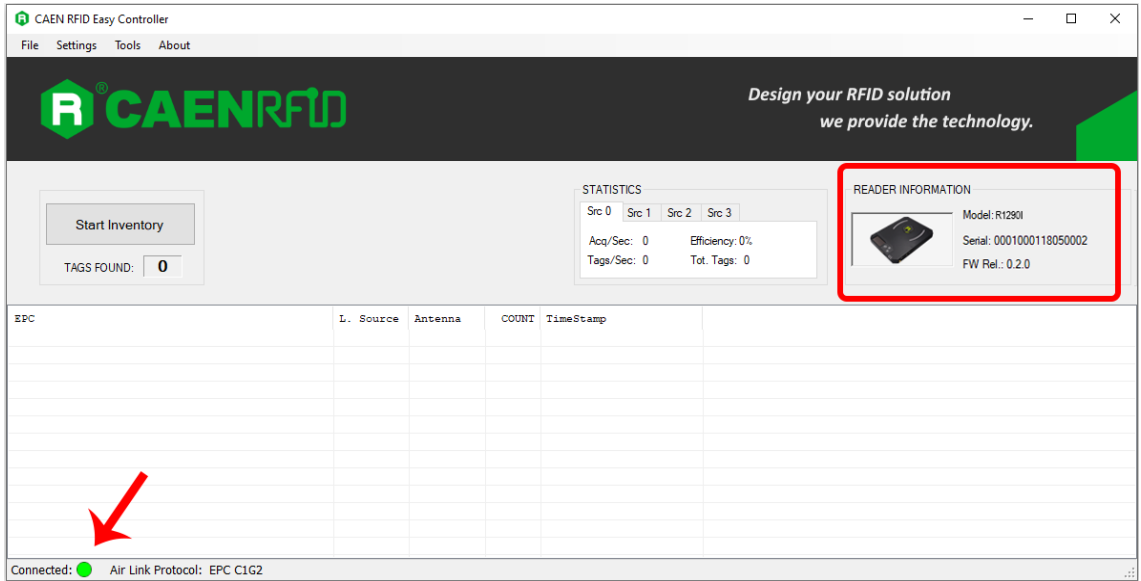 CAEN RFID Easy Controller
File Settings Tools About
R® CAENRFID
Design your RFID solution
we provide the technology.
Start Inventory
TAGS FOUND: 0
STATISTICS
Src 0 Src 1 Src 2 Src 3
Acq/Sec: 0 Efficiency: 0%
Tags/Sec: 0 Tot. Tags: 0
READER INFORMATION
Model: R1290I
Serial: 0001000118050002
FW Rel.: 0.2.0
EPC L. Source Antenna COUNT TimeStamp
Connected: Air Link Protocol: EPC C1G2